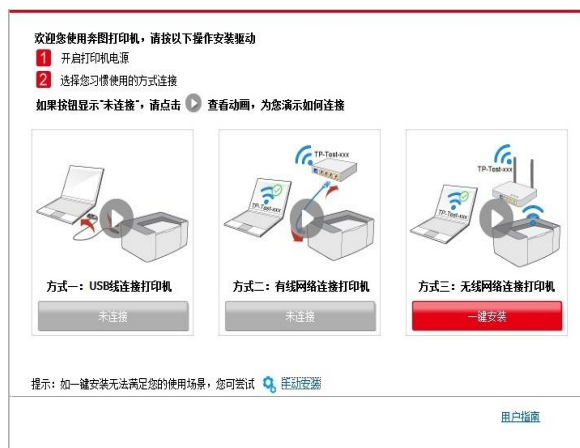 欢迎您使用奔图打印机，请按以下操作安装驱动
1 开启打印机电源
2 选择您习惯使用的方式连接
如果按钮显示"未连接"，请点击 查看动画，为您演示如何连接
TP-Test-xxx
TP-Test-xxx
TP-Test-xxx
TP-Test-xxx
方式一：USB线连接打印机
方式二：有线网络连接打印机
方式三：无线网络连接打印机
未连接
未连接
一键安装
提示：如一键安装无法满足您的使用场景，您可尝试 手动安装
用户指南